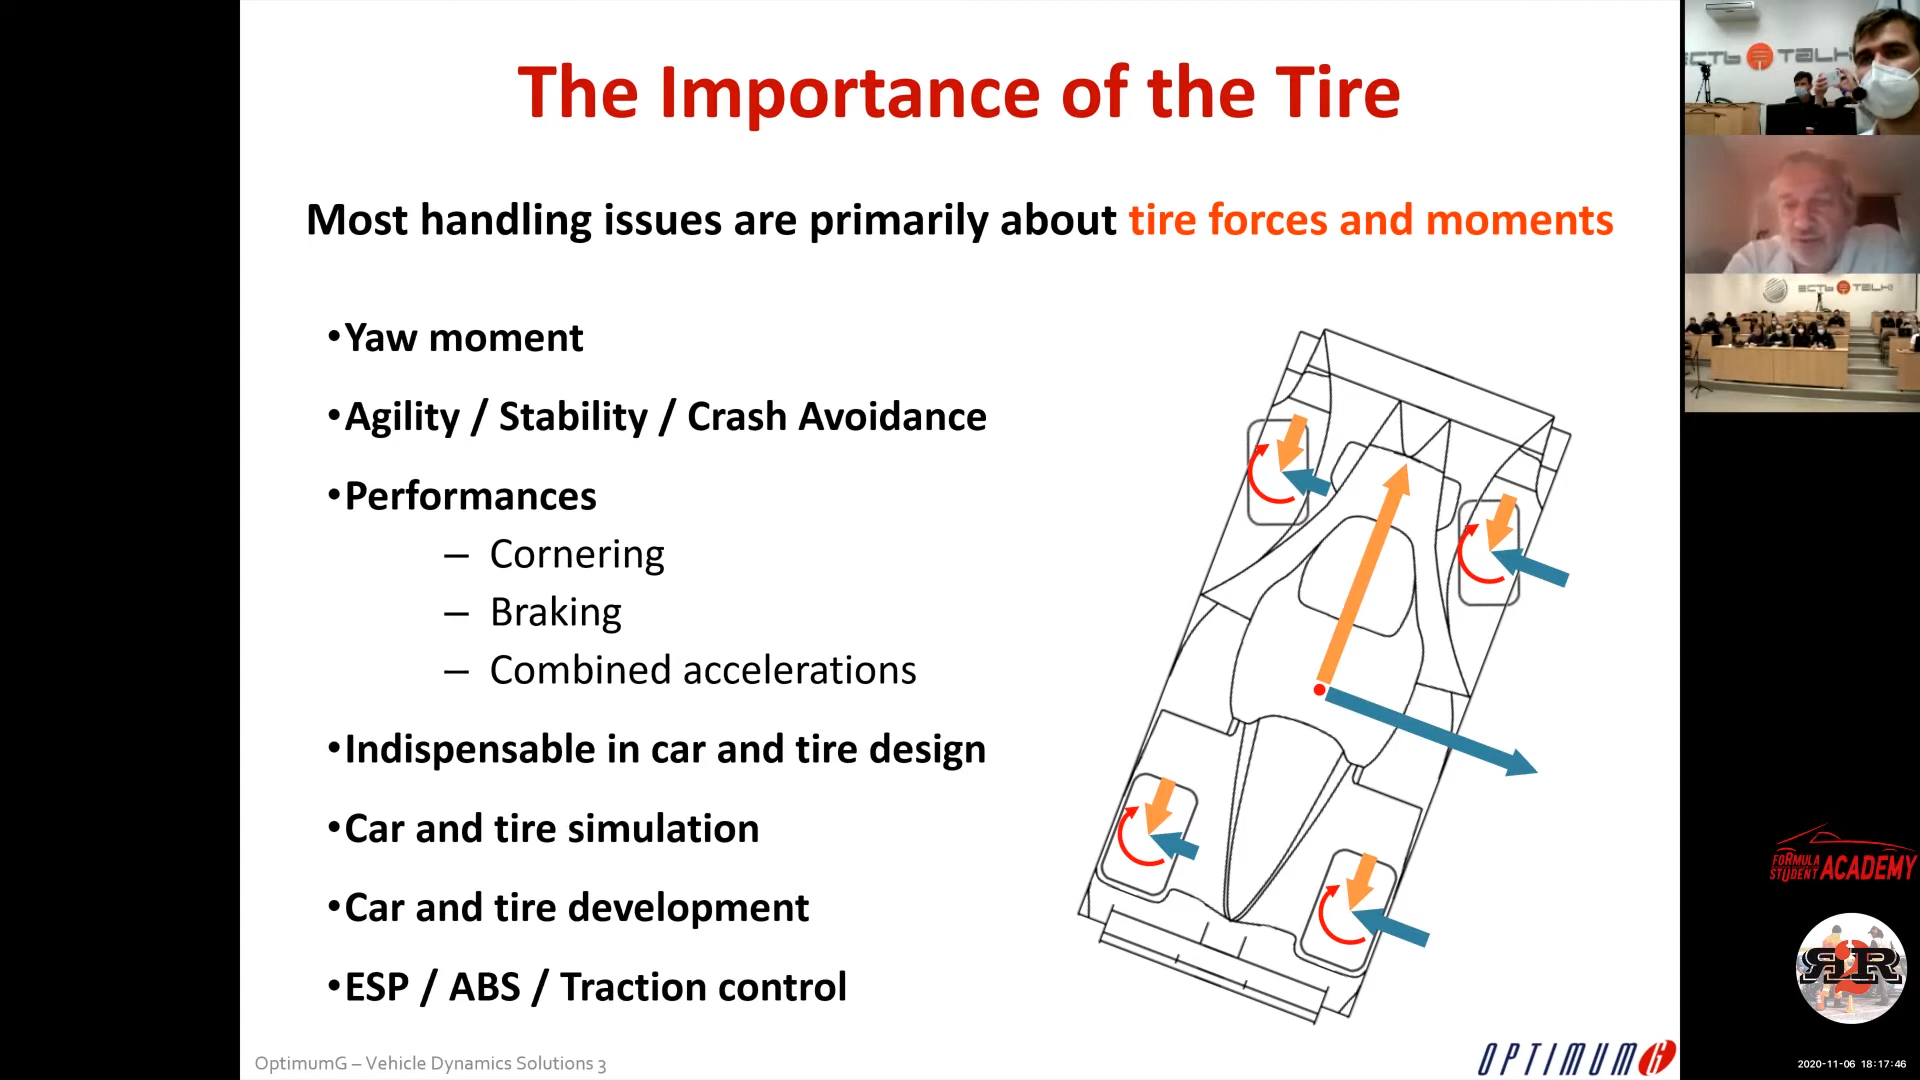 The Importance of the Tire
Most handling issues are primarily about tire forces and moments
•Yaw moment
•Agility / Stability / Crash Avoidance
•Performances
– Cornering
– Braking
– Combined accelerations
•Indispensable in car and tire design
•Car and tire simulation
•Car and tire development
•ESP / ABS / Traction control
OptimumG – Vehicle Dynamics Solutions 3
OPTIMUM G
ЕСТЬ TALK
FORMULA
STUDENT ACADEMY
2020-11-06 18:17:46